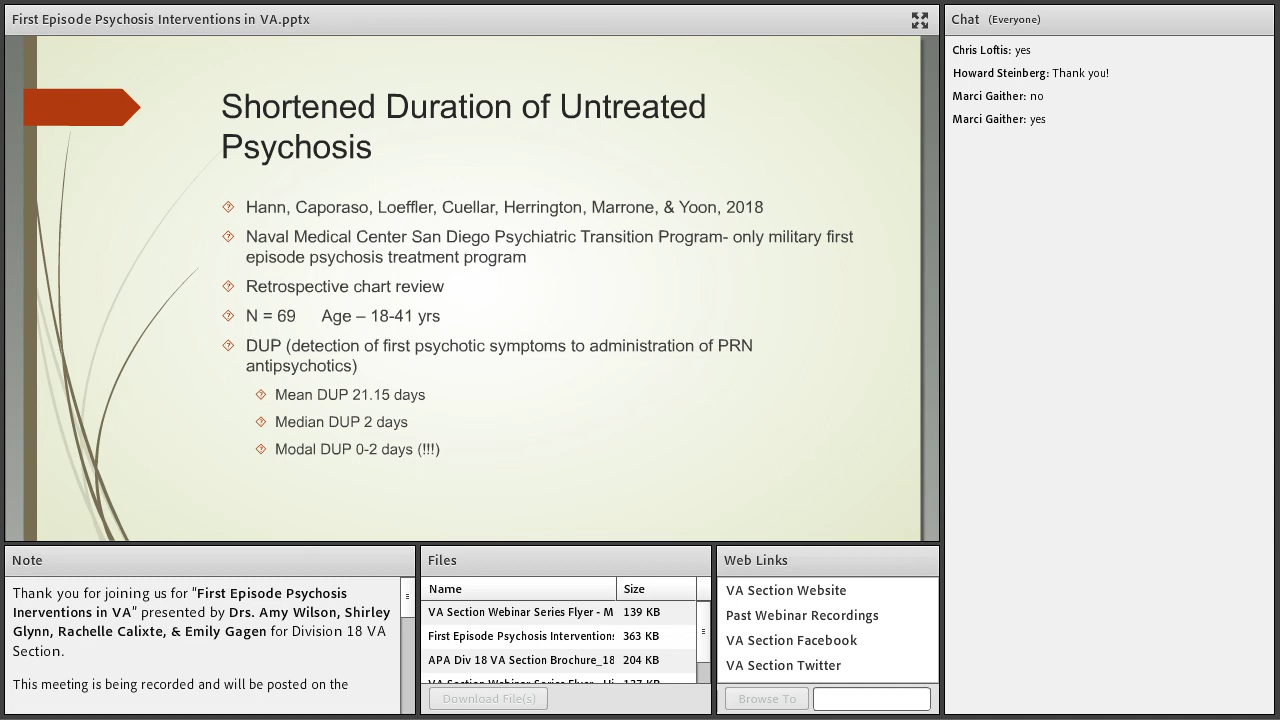 First Episode Psychosis Interventions in VA.pptx
Shortened Duration of Untreated
Psychosis
Hann, Caporaso, Loeffler, Cuellar, Herrington, Marrone, & Yoon, 2018
Naval Medical Center San Diego Psychiatric Transition Program- only military first
episode psychosis treatment program
Retrospective chart review
N = 69 Age – 18-41 yrs
DUP (detection of first psychotic symptoms to administration of PRN
antipsychotics)
Mean DUP 21.15 days
Median DUP 2 days
Modal DUP 0-2 days (!!!)
Chat (Everyone)
Chris Loftis: yes
Howard Steinberg: Thank you!
Marci Gaither: no
Marci Gaither: yes
Note
Thank you for joining us for "First Episode Psychosis
Inerventions in VA" presented by Drs. Amy Wilson, Shirley
Glynn, Rachelle Calixte, & Emily Gagen for Division 18 VA
Section.
This meeting is being recorded and will be posted on the
Files
Name Size
VA Section Webinar Series Flyer - M 139 KB
First Episode Psychosis Interventions 363 KB
APA Div 18 VA Section Brochure_18 204 KB
Download File(s)
Web Links
VA Section Website
Past Webinar Recordings
VA Section Facebook
VA Section Twitter
Browse To